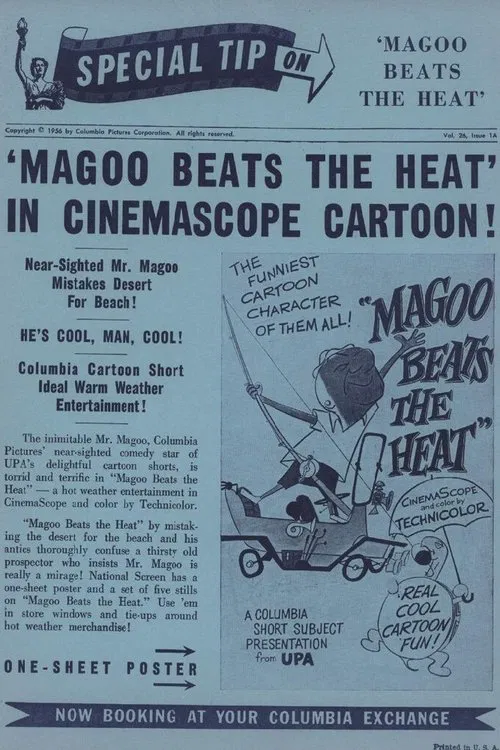 SPECIAL TIP ON
'MAGOO
BEATS
THE HEAT'
Copyright © 1956 by Columbia Pictures Corporation. All rights reserved.
Vol. 26, Issue 1A
'MAGOO BEATS THE HEAT'
IN CINEMASCOPE CARTOON!
Near-Sighted Mr. Magoo
Mistakes Desert
For Beach!
HE'S COOL, MAN, COOL!
Columbia Cartoon Short
Ideal Warm Weather
Entertainment!
The inimitable Mr. Magoo, Columbia
Pictures' near-sighted comedy star of
UPA's delightful cartoon shorts, is
torrid and terrific in "Magoo Beats the
Heat" — a hot weather entertainment in
CinemaScope and color by Technicolor.
"Magoo Beats the Heat" by mistak-
ing the desert for the beach and his
antics thoroughly confuse a thirsty old
prospector who insists Mr. Magoo is
really a mirage! National Screen has a
one-sheet poster and a set of five stills
on "Magoo Beats the Heat." Use 'em
in store windows and tie-ups around
hot weather merchandise!
ONE-SHEET POSTER
THE
FUNNIEST
CARTOON
CHARACTER
OF THEM ALL!
"MAGOO
BEATS
THE
HEAT"
CINEMASCOPE
and color by
TECHNICOLOR
REAL
COOL
CARTOON
FUN!
A COLUMBIA
SHORT SUBJECT
PRESENTATION
from UPA
NOW BOOKING AT YOUR COLUMBIA EXCHANGE
Printed in U. S. A.